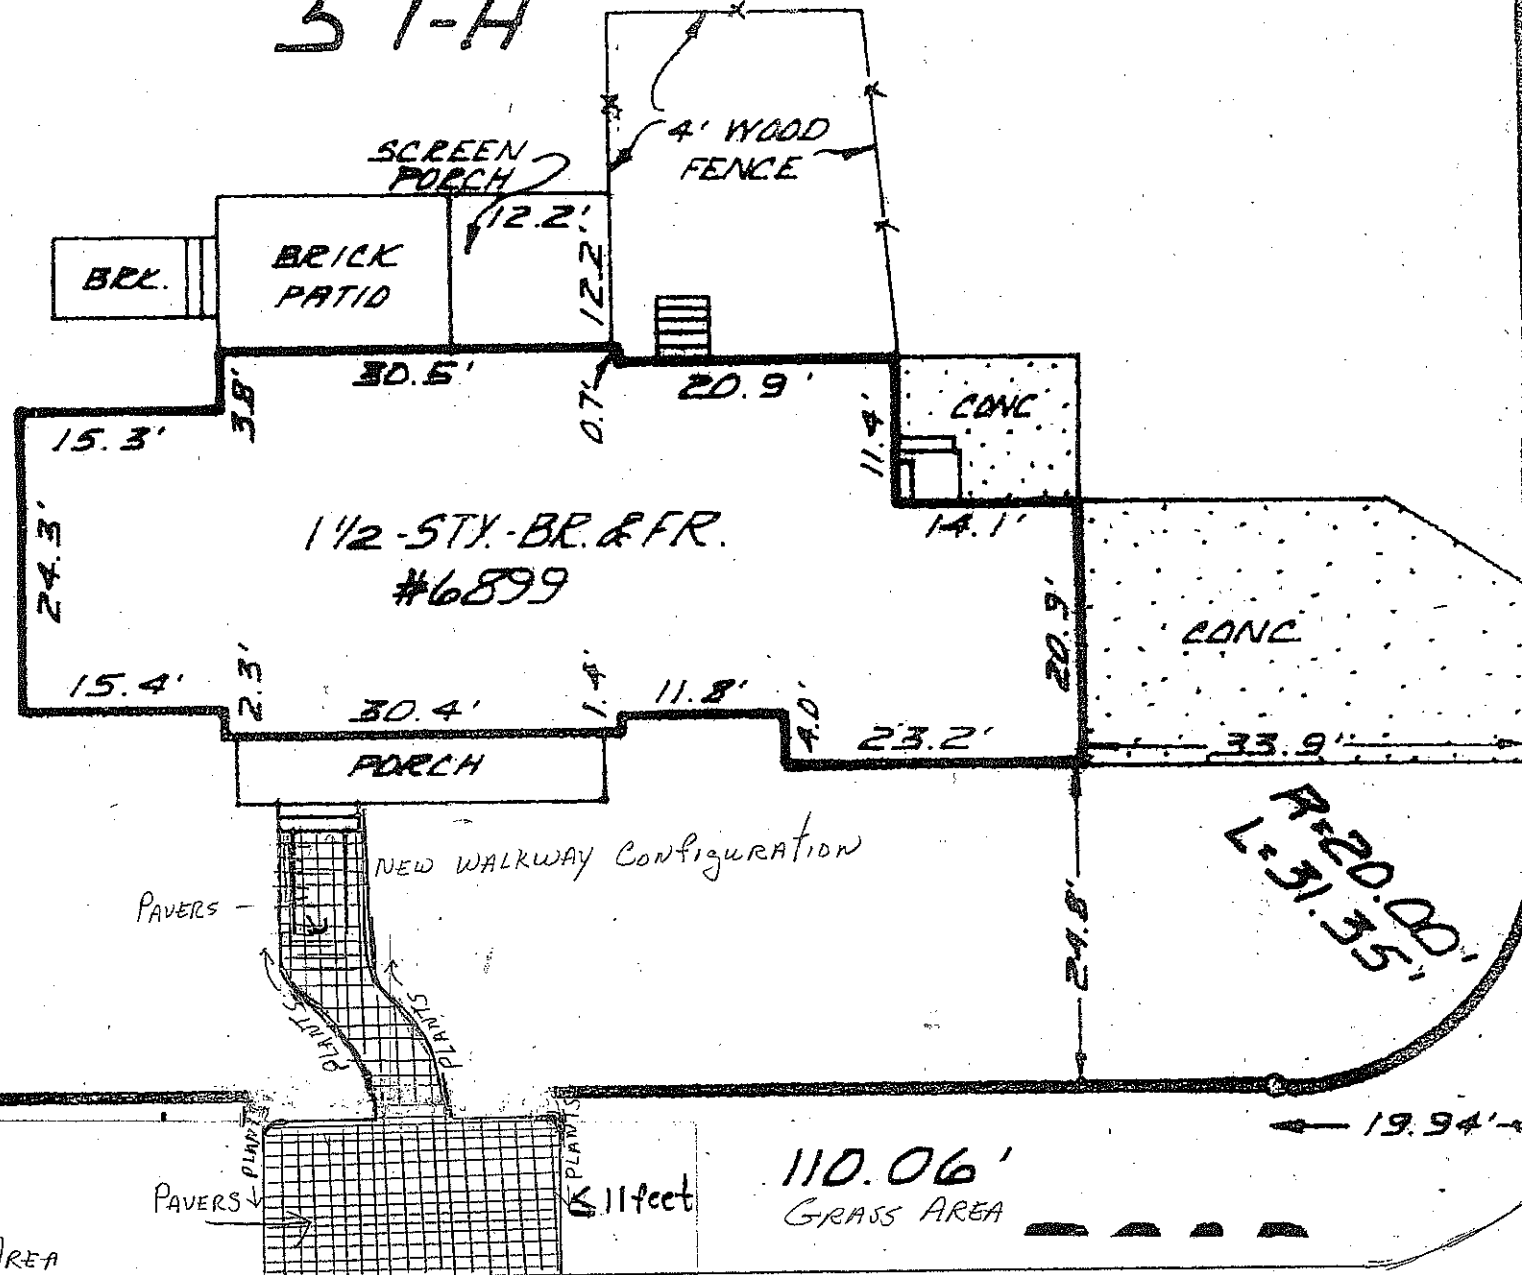 4' WOOD
FENCE
SCREEN
PORCH
12.2'
12.2'
BRK.
BRICK
PATIO
30.5'
0.7'
20.9'
3.8'
15.3'
11.4'
CONC
14.1'
1 1/2-STY.-BR. & FR.
#6899
24.3'
20.9'
CONC
15.4'
2.3'
30.4'
1.4'
11.8'
4.0'
23.2'
33.9'
PORCH
R=20.00'
L=31.35'
NEW WALKWAY CONFIGURATION
PAVERS
24.8'
PLANTS
PLANTS
19.94'
PLANTS
PLANTS
PAVERS
11 feet
110.06'
GRASS AREA
AREA